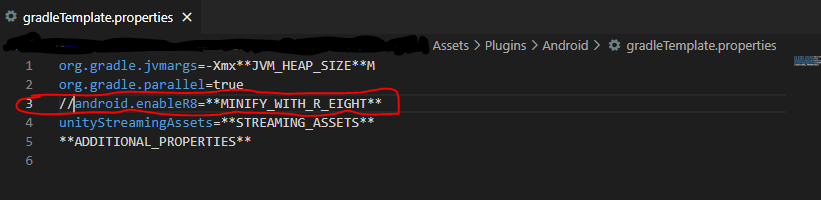 gradleTemplate.properties ×
Assets > Plugins > Android > gradleTemplate.properties
1 org.gradle.jvmargs=-Xmx**JVM_HEAP_SIZE**M
2 org.gradle.parallel=true
3 //android.enableR8=**MINIFY_WITH_R_EIGHT**
4 unityStreamingAssets=**STREAMING_ASSETS**
5 **ADDITIONAL_PROPERTIES**
6